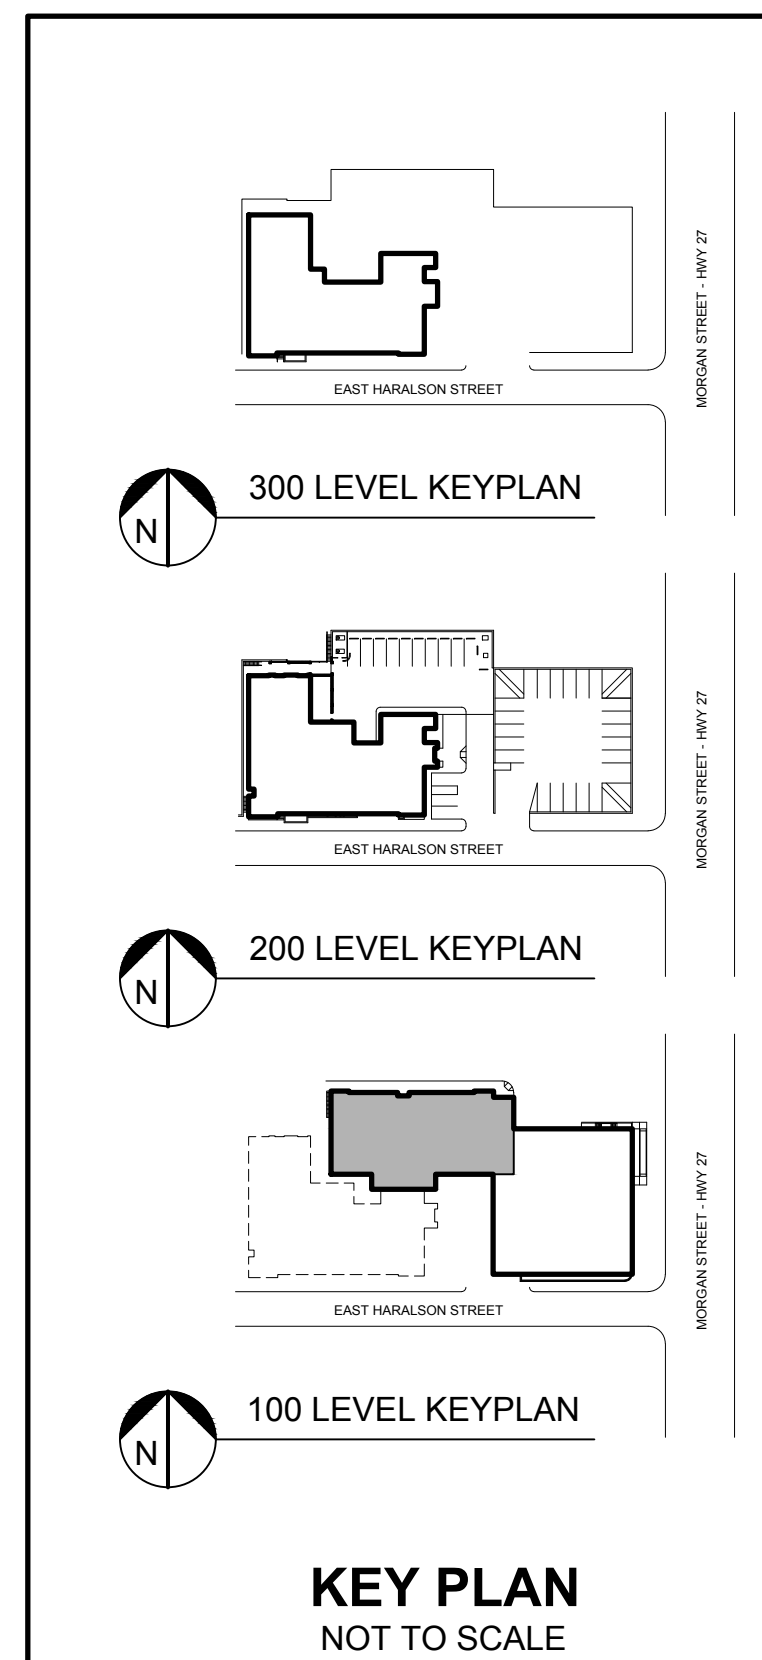 MORGAN STREET - HWY 27
EAST HARALSON STREET
300 LEVEL KEYPLAN
N
MORGAN STREET - HWY 27
EAST HARALSON STREET
200 LEVEL KEYPLAN
N
MORGAN STREET - HWY 27
EAST HARALSON STREET
100 LEVEL KEYPLAN
N
KEY PLAN
NOT TO SCALE